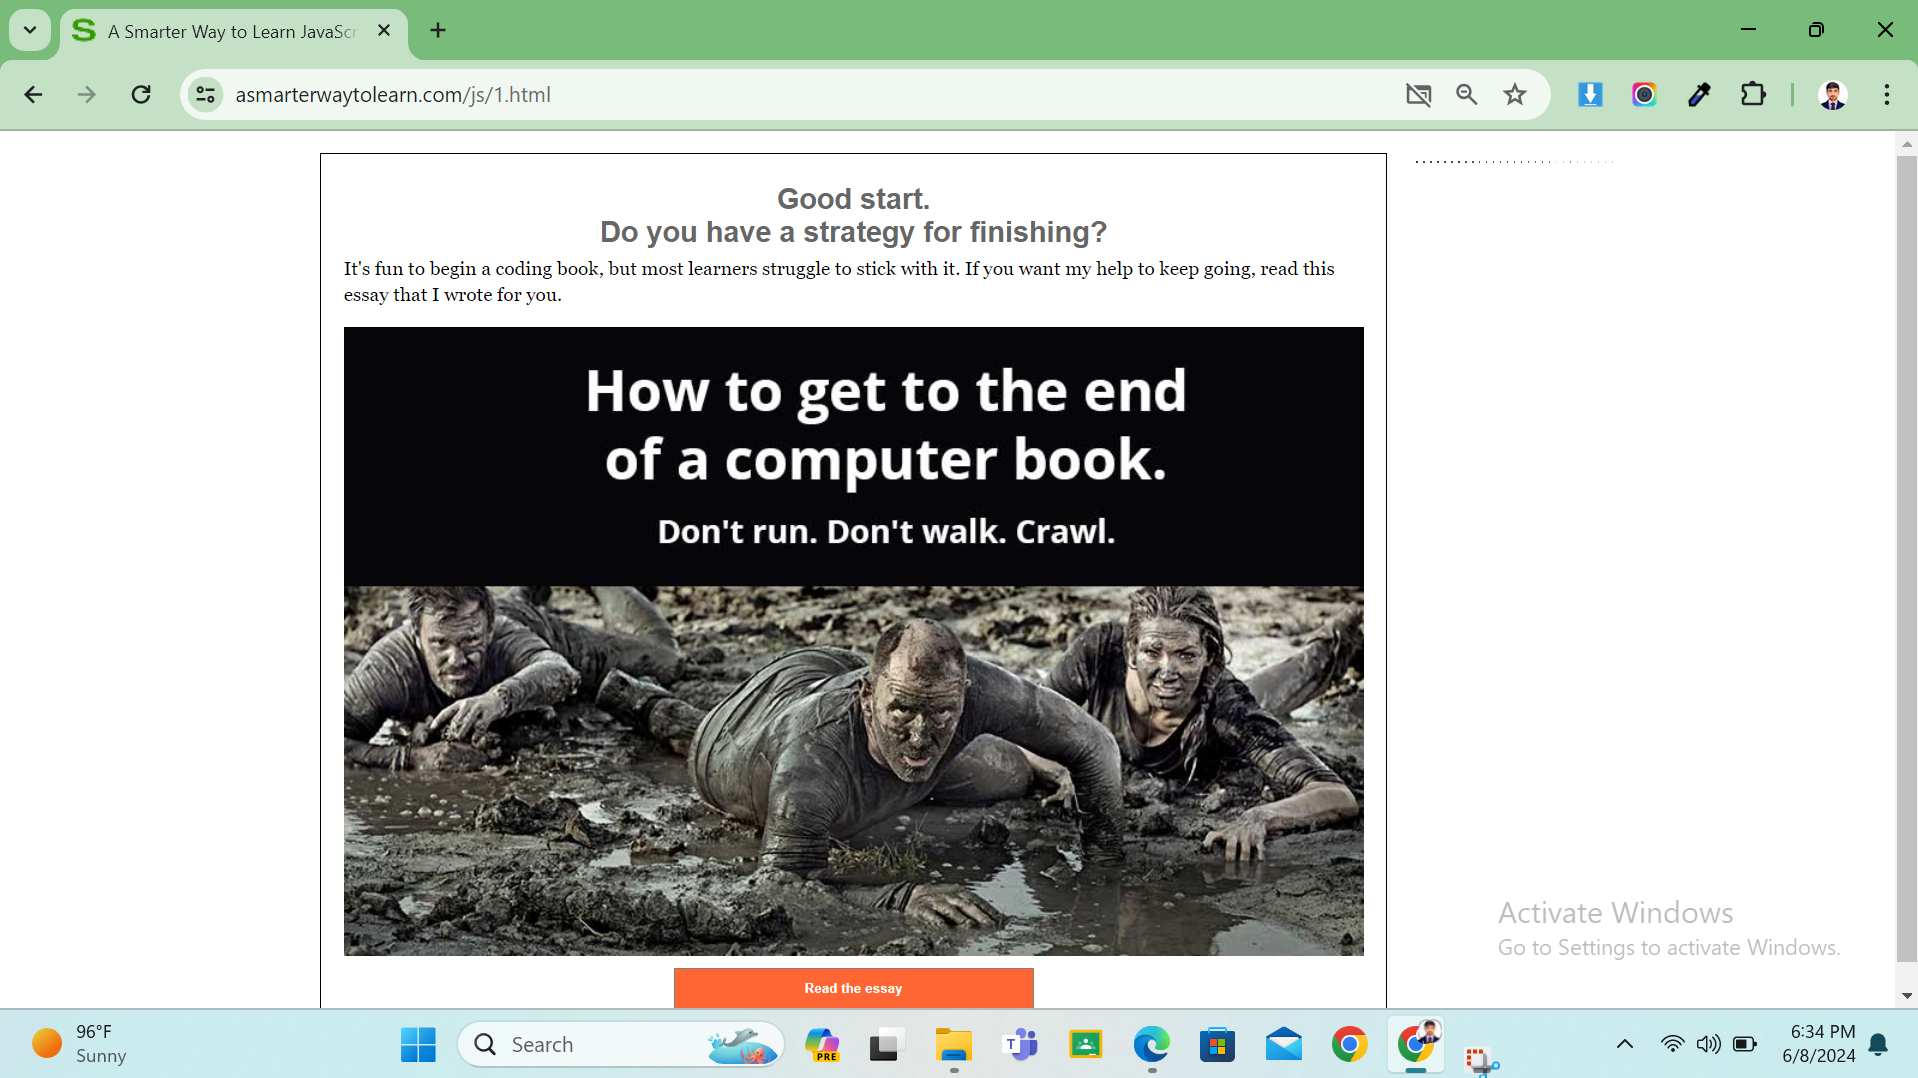 A Smarter Way to Learn JavaScr
asmarterwaytolearn.com/js/1.html
Good start.
Do you have a strategy for finishing?
It's fun to begin a coding book, but most learners struggle to stick with it. If you want my help to keep going, read this
essay that I wrote for you.
How to get to the end
of a computer book.
Don't run. Don't walk. Crawl.
Read the essay
Activate Windows
Go to Settings to activate Windows.
96°F
Sunny
Search
PRE
T
6:34 PM
6/8/2024